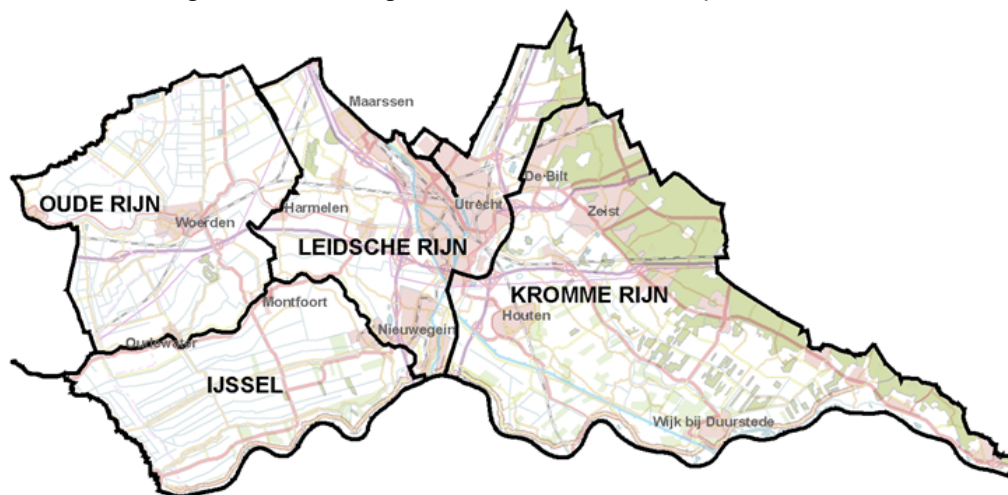 Maarssen
De Bilt
OUDE RIJN
Harmelen
Utrecht
Zeist
Woerden
LEIDSCHE RIJN
KROMME RIJN
Montfoort
Houten
Nieuwegein
Oudewater
IJSSEL
Wijk bij Duurstede